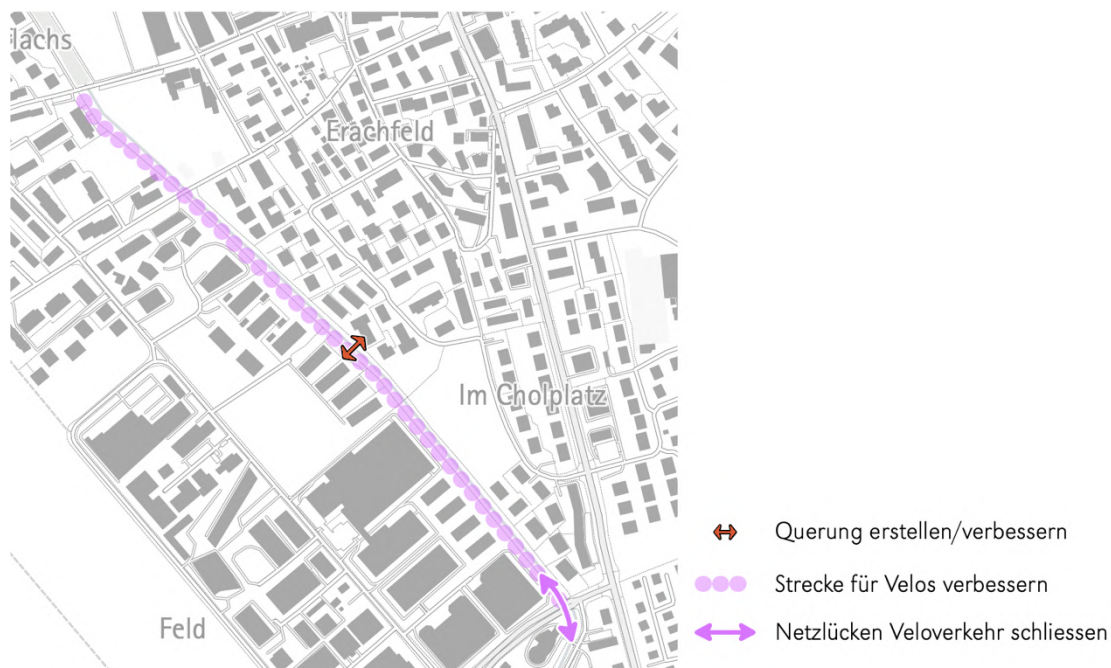 lachs
Erachfeld
Im Cholplatz
Feld
Querung erstellen/verbessern
Strecke für Velos verbessern
Netzlücken Veloverkehr schliessen